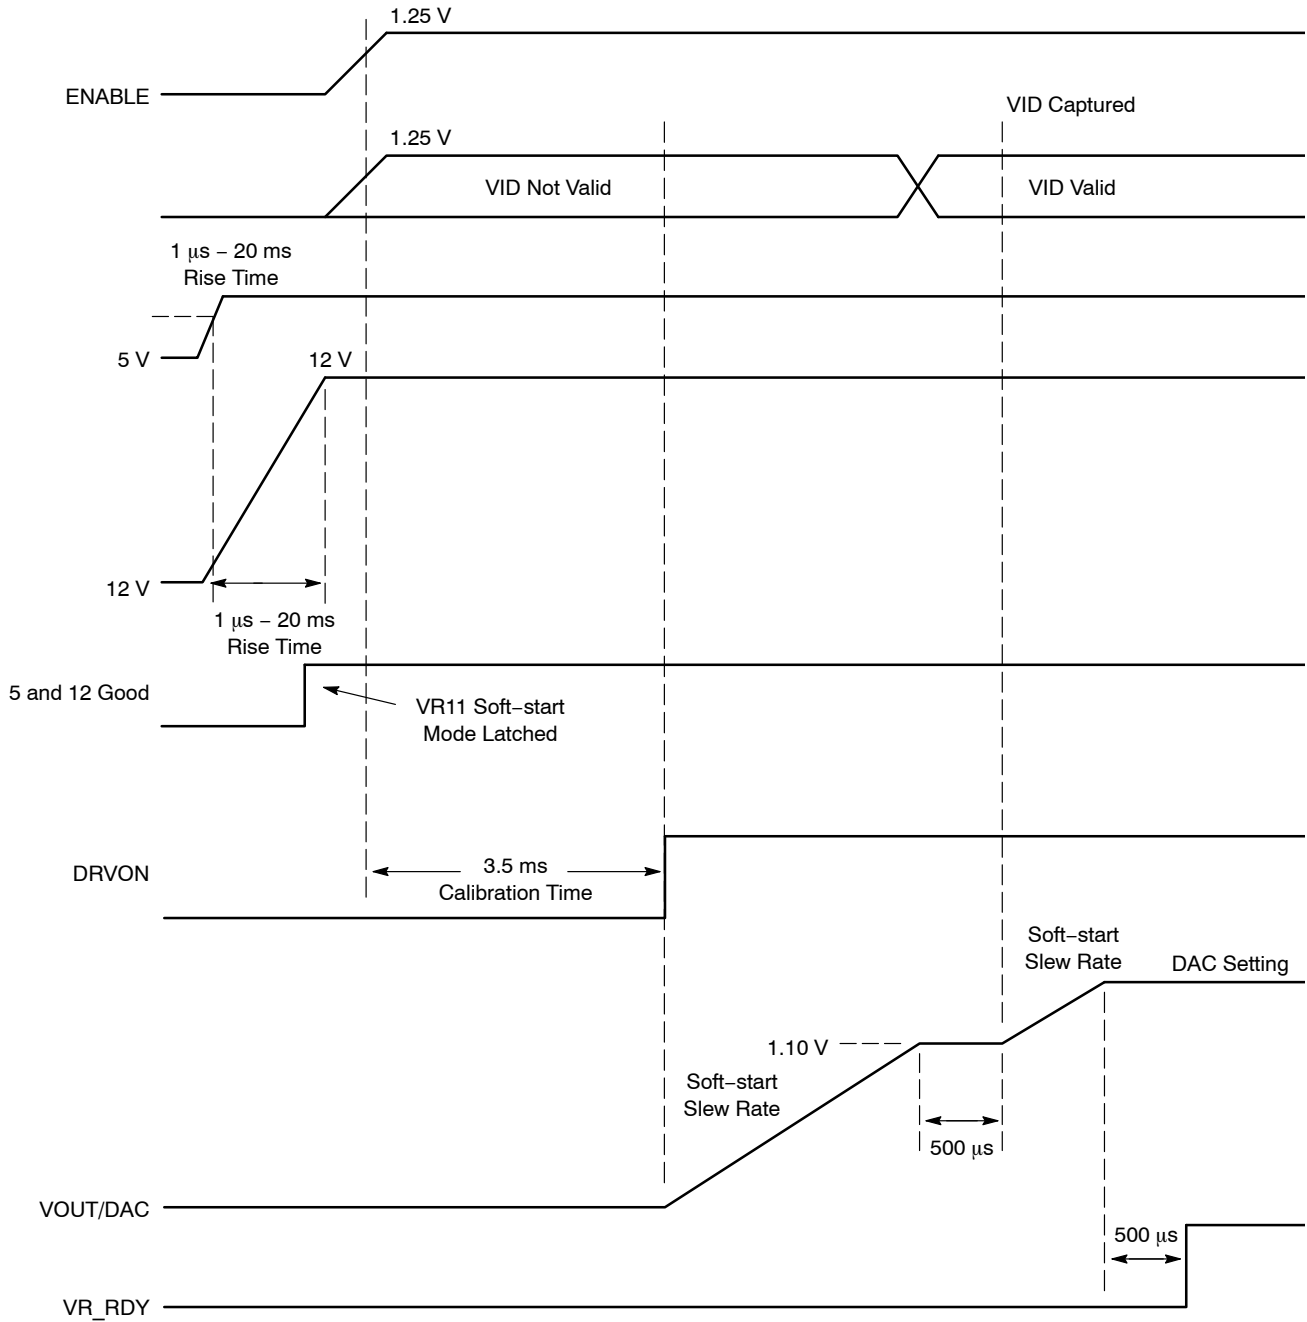 1.25 V
ENABLE
VID Captured
1.25 V
VID Not Valid
VID Valid
1 μs − 20 ms
Rise Time
5 V
12 V
12 V
1 μs − 20 ms
Rise Time
5 and 12 Good
VR11 Soft−start
Mode Latched
DRVON
3.5 ms
Calibration Time
Soft−start
Slew Rate
DAC Setting
1.10 V
Soft−start
Slew Rate
500 μs
VOUT/DAC
500 μs
VR_RDY